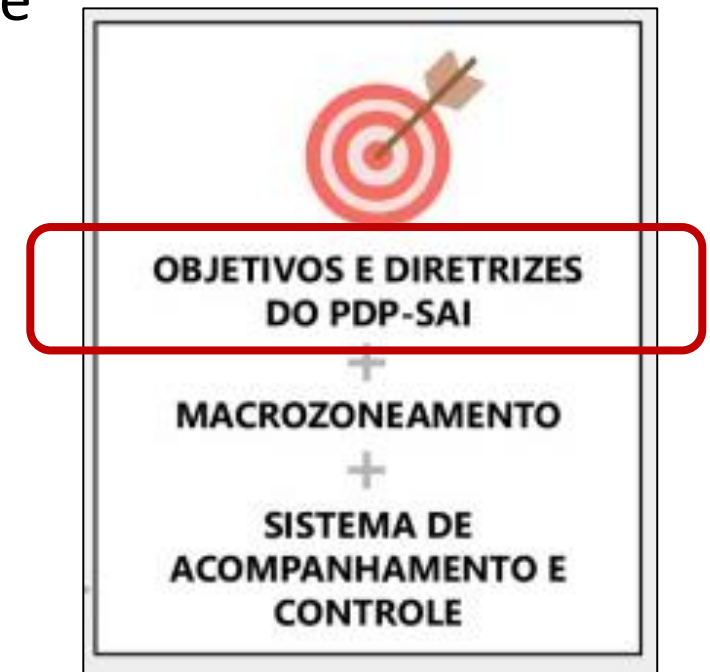 e
OBJETIVOS E DIRETRIZES
DO PDP-SAI
+
MACROZONEAMENTO
+
SISTEMA DE
ACOMPANHAMENTO E
CONTROLE